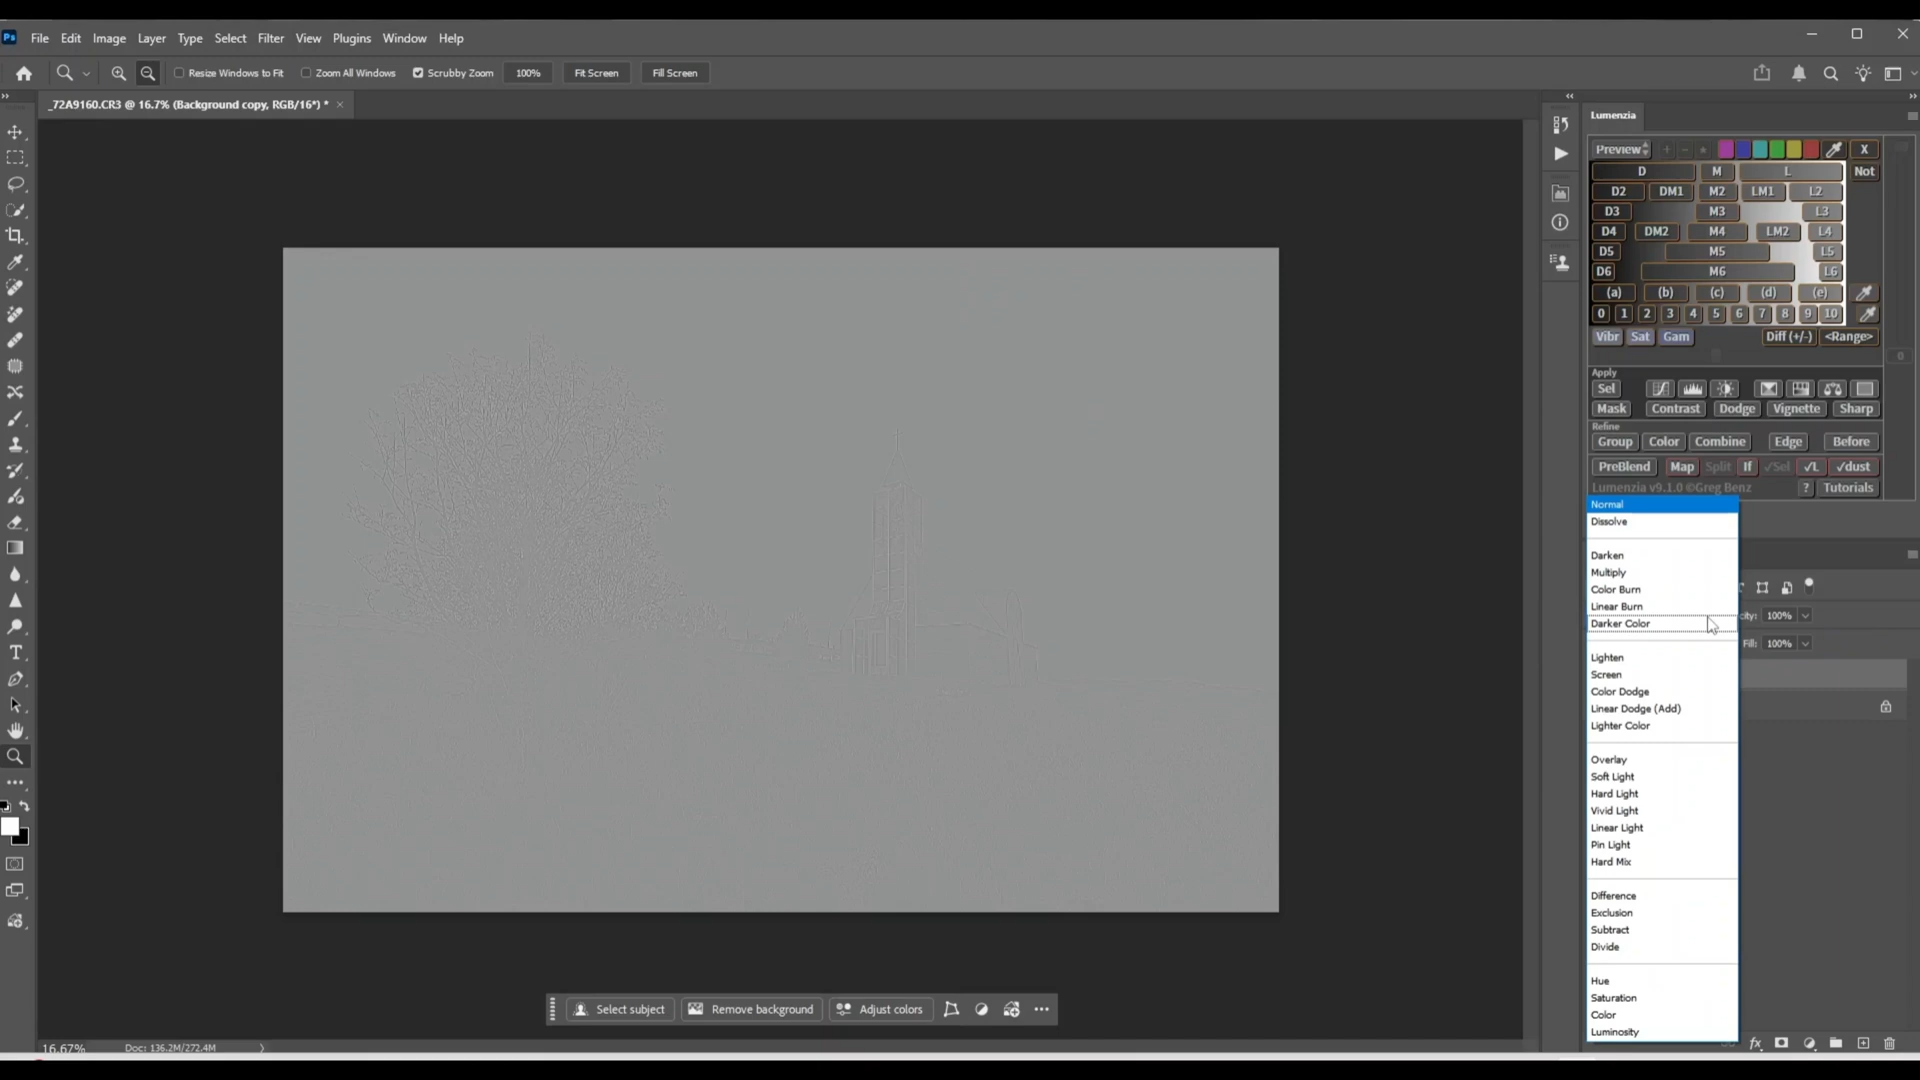 Ps File Edit Image Layer Type Select Filter View Plugins Window Help
Resize Windows to Fit Zoom All Windows Scrubby Zoom 100% Fit Screen Fill Screen
_72A9160.CR3 @ 16.7% (Background copy, RGB/16*) * ×
Lumenzia
Preview + - * X
D M L Not
D2 DM1 M2 LM1 L2
D3 M3 L3
D4 DM2 M4 LM2 L4
D5 M5 L5
D6 M6 L6
(a) (b) (c) (d) (e)
0 1 2 3 4 5 6 7 8 9 10
Vibr Sat Gam Diff (+/-) <Range>
0
Apply
Sel
Mask Contrast Dodge Vignette Sharp
Refine
Group Color Combine Edge Before
PreBlend Map Split If ✓Sel ✓L ✓dust
Lumenzia v9.1.0 ©Greg Benz ? Tutorials
Normal
Dissolve
Darken
Multiply
Color Burn
Linear Burn
Darker Color
Lighten
Screen
Color Dodge
Linear Dodge (Add)
Lighter Color
Overlay
Soft Light
Hard Light
Vivid Light
Linear Light
Pin Light
Hard Mix
Difference
Exclusion
Subtract
Divide
Hue
Saturation
Color
Luminosity
city: 100%
Fill: 100%
Select subject Remove background Adjust colors
16.67% Doc: 136.2M/272.4M
fx